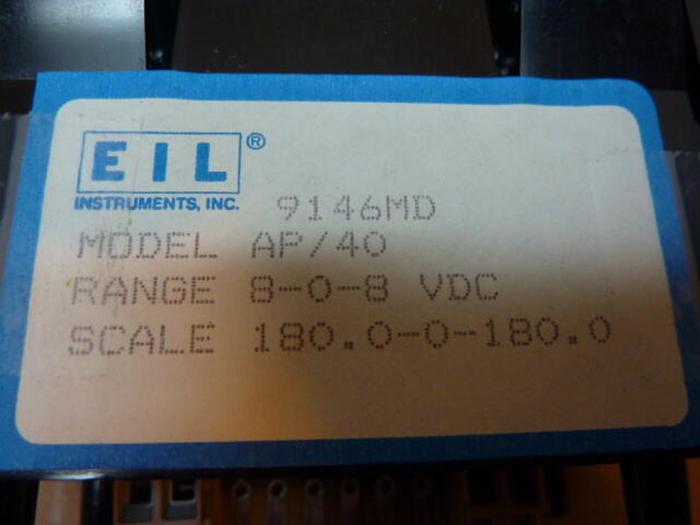 EIL®
INSTRUMENTS, INC. 9146MD
MODEL AP/40
RANGE 8-0-8 VDC
SCALE 180.0-0-180.0